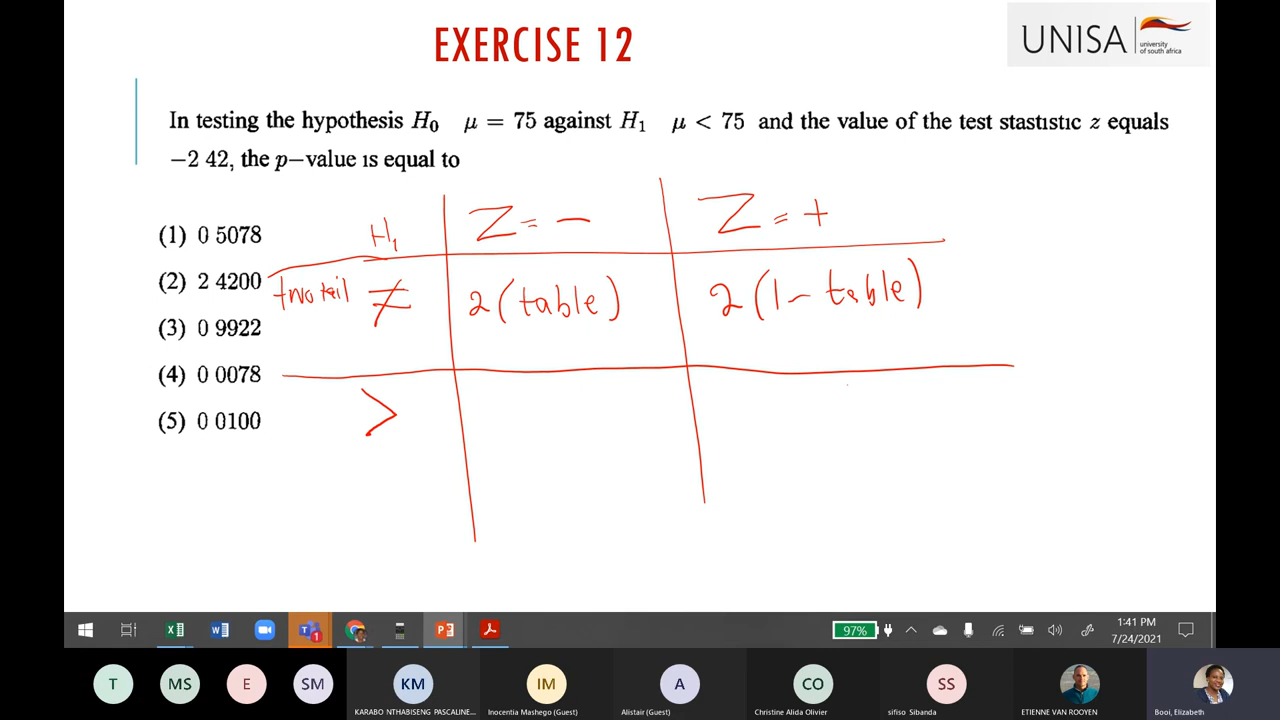 EXERCISE 12
UNISA
university
of south africa
In testing the hypothesis H₀ μ = 75 against H₁ μ < 75 and the value of the test stastıstic z equals
−2 42, the p−value ıs equal to
(1) 0 5078
(2) 2 4200
(3) 0 9922
(4) 0 0078
(5) 0 0100
H₁ Z = − Z = +
two tail ≠ 2 (table) 2 (1− table)
>
97%
1
1:41 PM
7/24/2021
T MS E SM KM IM A CO SS
KARABO NTHABISENG PASCALINE... Inocentia Mashego (Guest) Alistair (Guest) Christine Alida Olivier sifiso Sibanda ETIENNE VAN ROOYEN Booi, Elizabeth